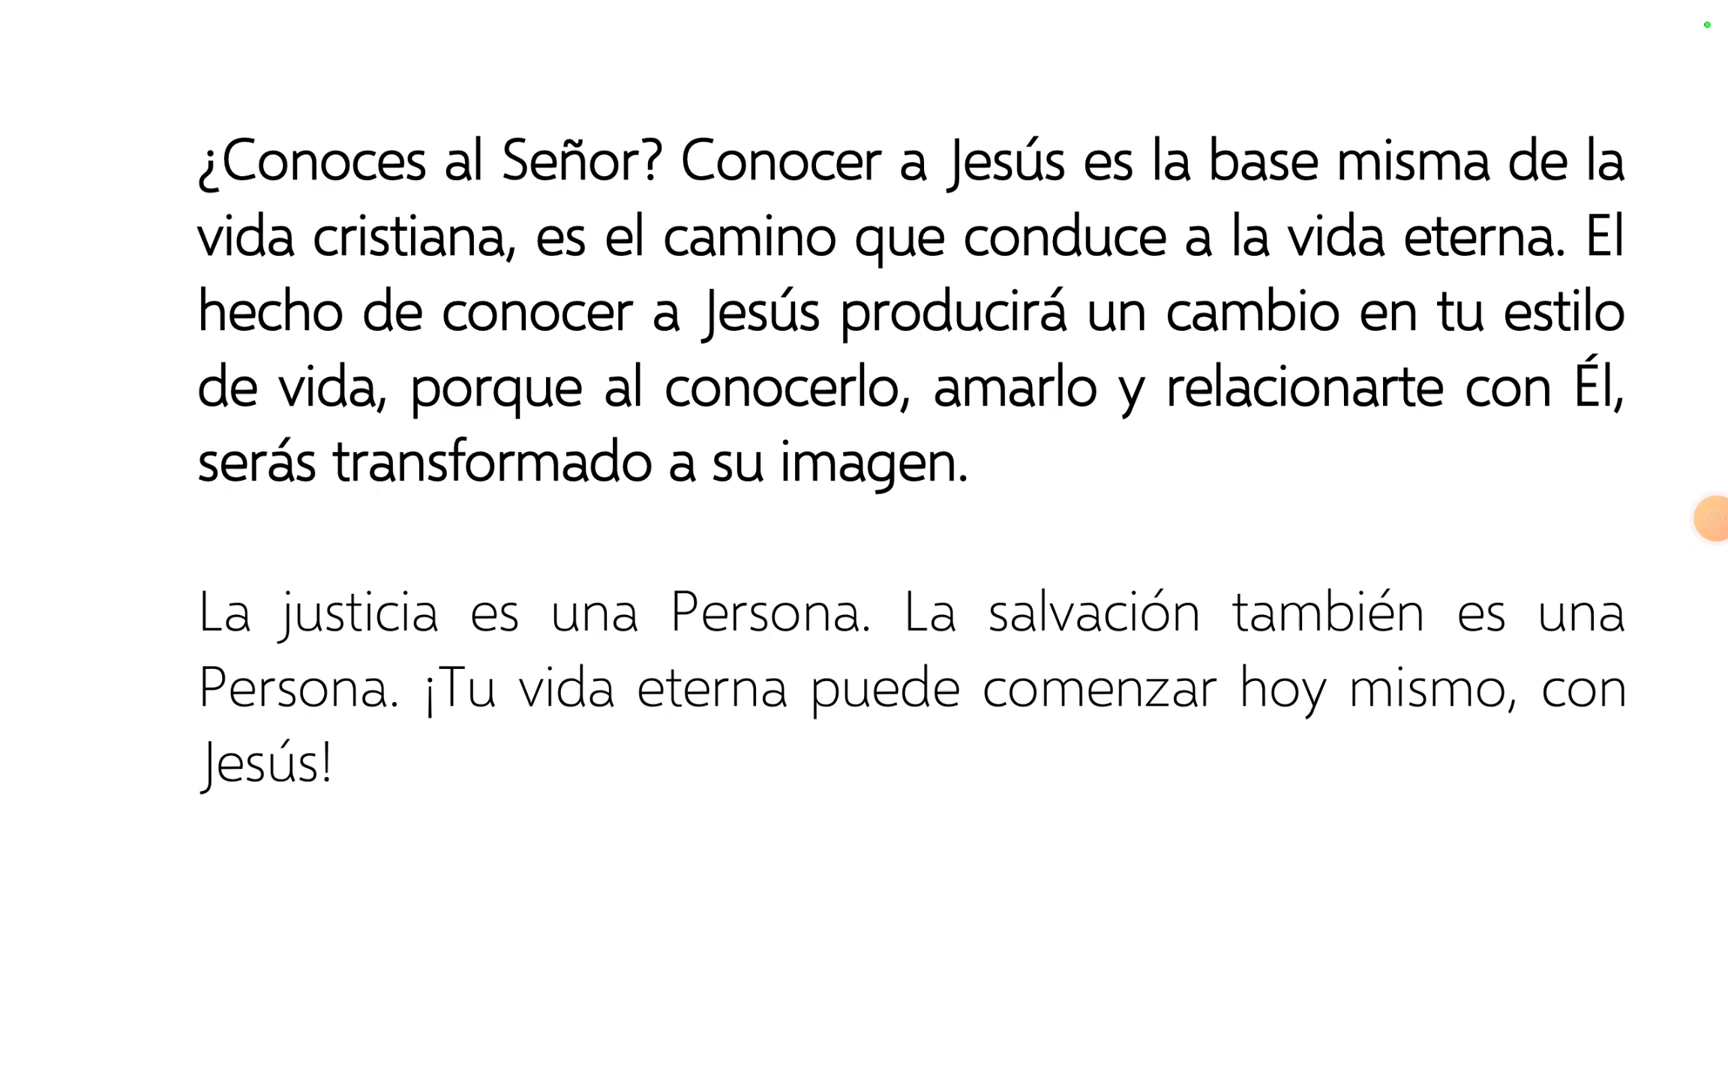 ¿Conoces al Señor? Conocer a Jesús es la base misma de la
vida cristiana, es el camino que conduce a la vida eterna. El
hecho de conocer a Jesús producirá un cambio en tu estilo
de vida, porque al conocerlo, amarlo y relacionarte con Él,
serás transformado a su imagen.
La justicia es una Persona. La salvación también es una
Persona. ¡Tu vida eterna puede comenzar hoy mismo, con
Jesús!